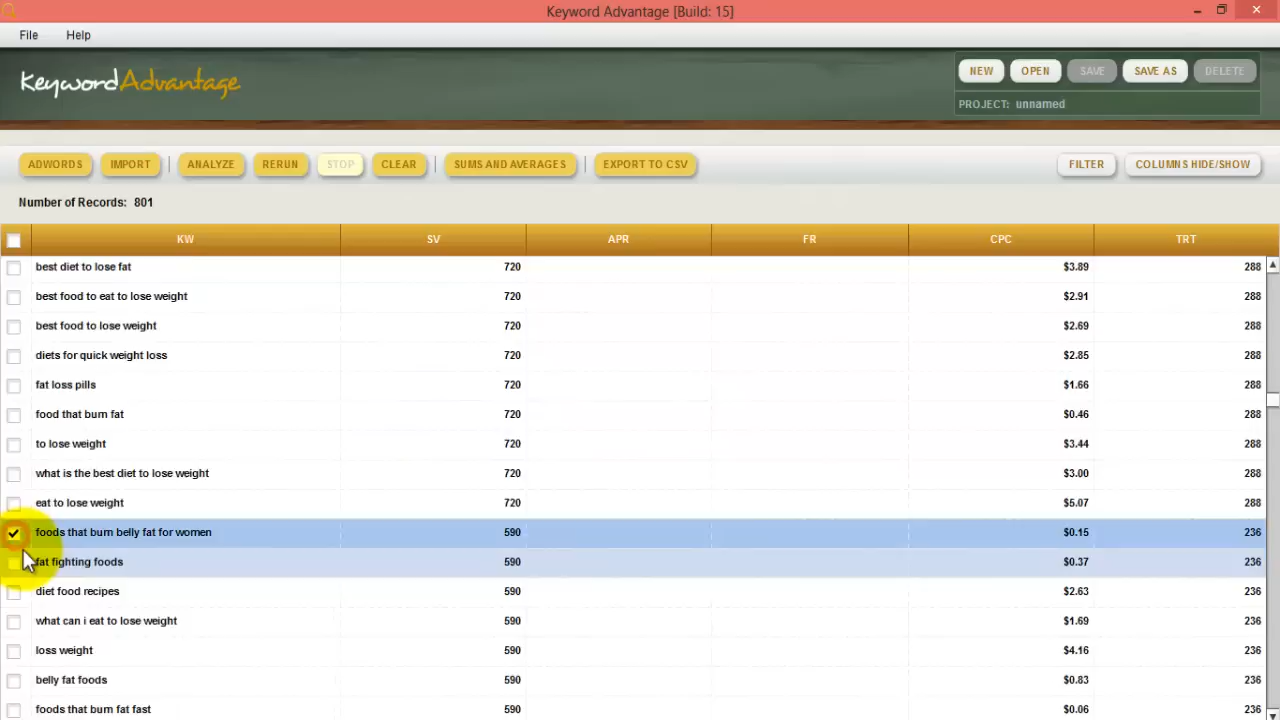 Keyword Advantage [Build: 15]
File Help
KeywordAdvantage
NEW OPEN SAVE SAVE AS DELETE
PROJECT: unnamed
ADWORDS IMPORT ANALYZE RERUN STOP CLEAR SUMS AND AVERAGES EXPORT TO CSV FILTER COLUMNS HIDE/SHOW
Number of Records: 801
KW SV APR FR CPC TRT
best diet to lose fat 720 $3.89 288
best food to eat to lose weight 720 $2.91 288
best food to lose weight 720 $2.69 288
diets for quick weight loss 720 $2.85 288
fat loss pills 720 $1.66 288
food that burn fat 720 $0.46 288
to lose weight 720 $3.44 288
what is the best diet to lose weight 720 $3.00 288
eat to lose weight 720 $5.07 288
foods that burn belly fat for women 590 $0.15 236
fat fighting foods 590 $0.37 236
diet food recipes 590 $2.63 236
what can i eat to lose weight 590 $1.69 236
loss weight 590 $4.16 236
belly fat foods 590 $0.83 236
foods that burn fat fast 590 $0.06 236